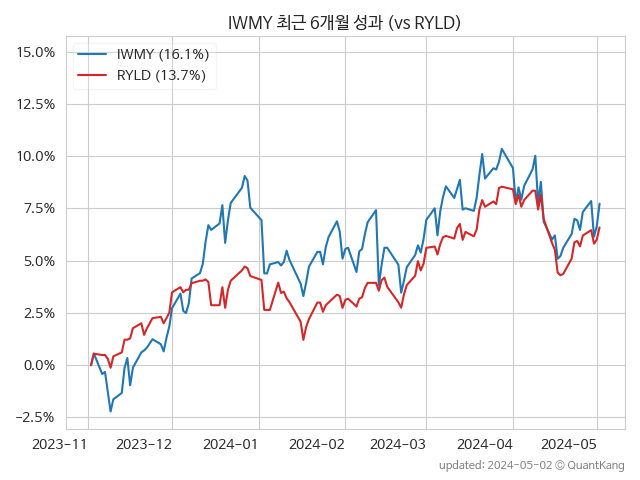 IWMY 최근 6개월 성과 (vs RYLD)
IWMY (16.1%)
RYLD (13.7%)
15.0%
12.5%
10.0%
7.5%
5.0%
2.5%
0.0%
−2.5%
2023-11 2023-12 2024-01 2024-02 2024-03 2024-04 2024-05
updated: 2024-05-02 © QuantKang